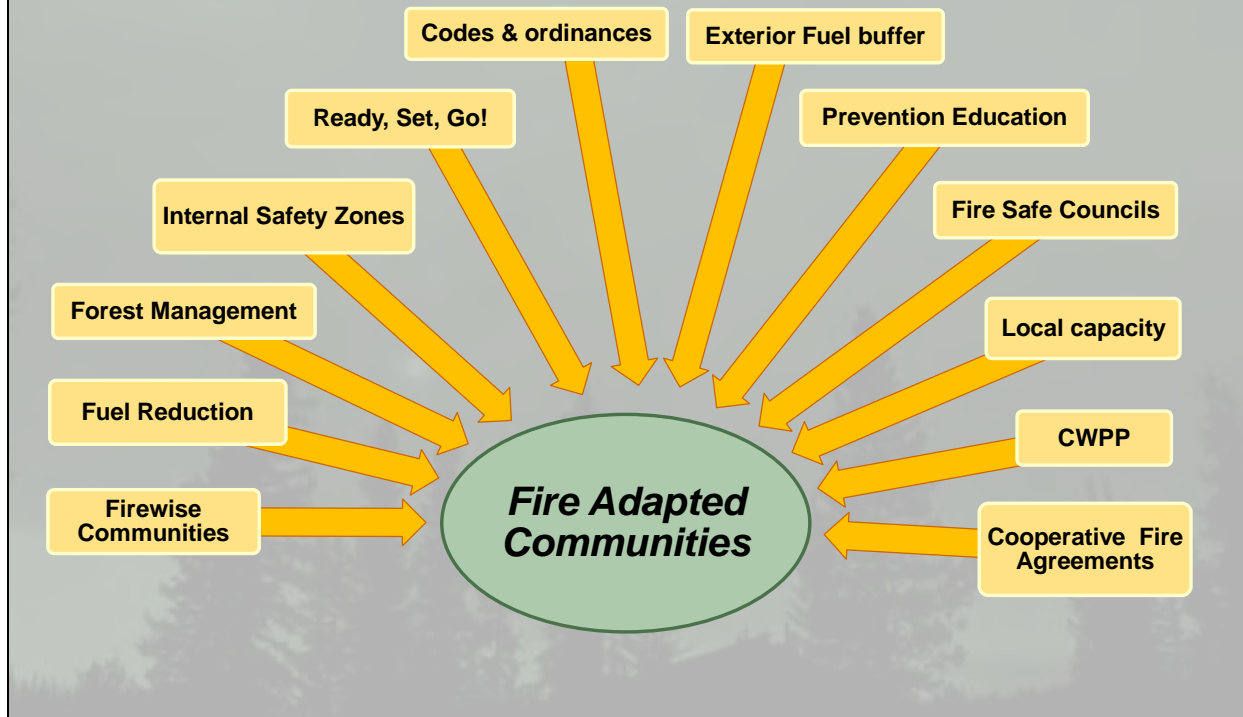 Codes & ordinances
Exterior Fuel buffer
Ready, Set, Go!
Prevention Education
Internal Safety Zones
Fire Safe Councils
Forest Management
Local capacity
Fuel Reduction
CWPP
Firewise
Communities
Fire Adapted
Communities
Cooperative  Fire
Agreements